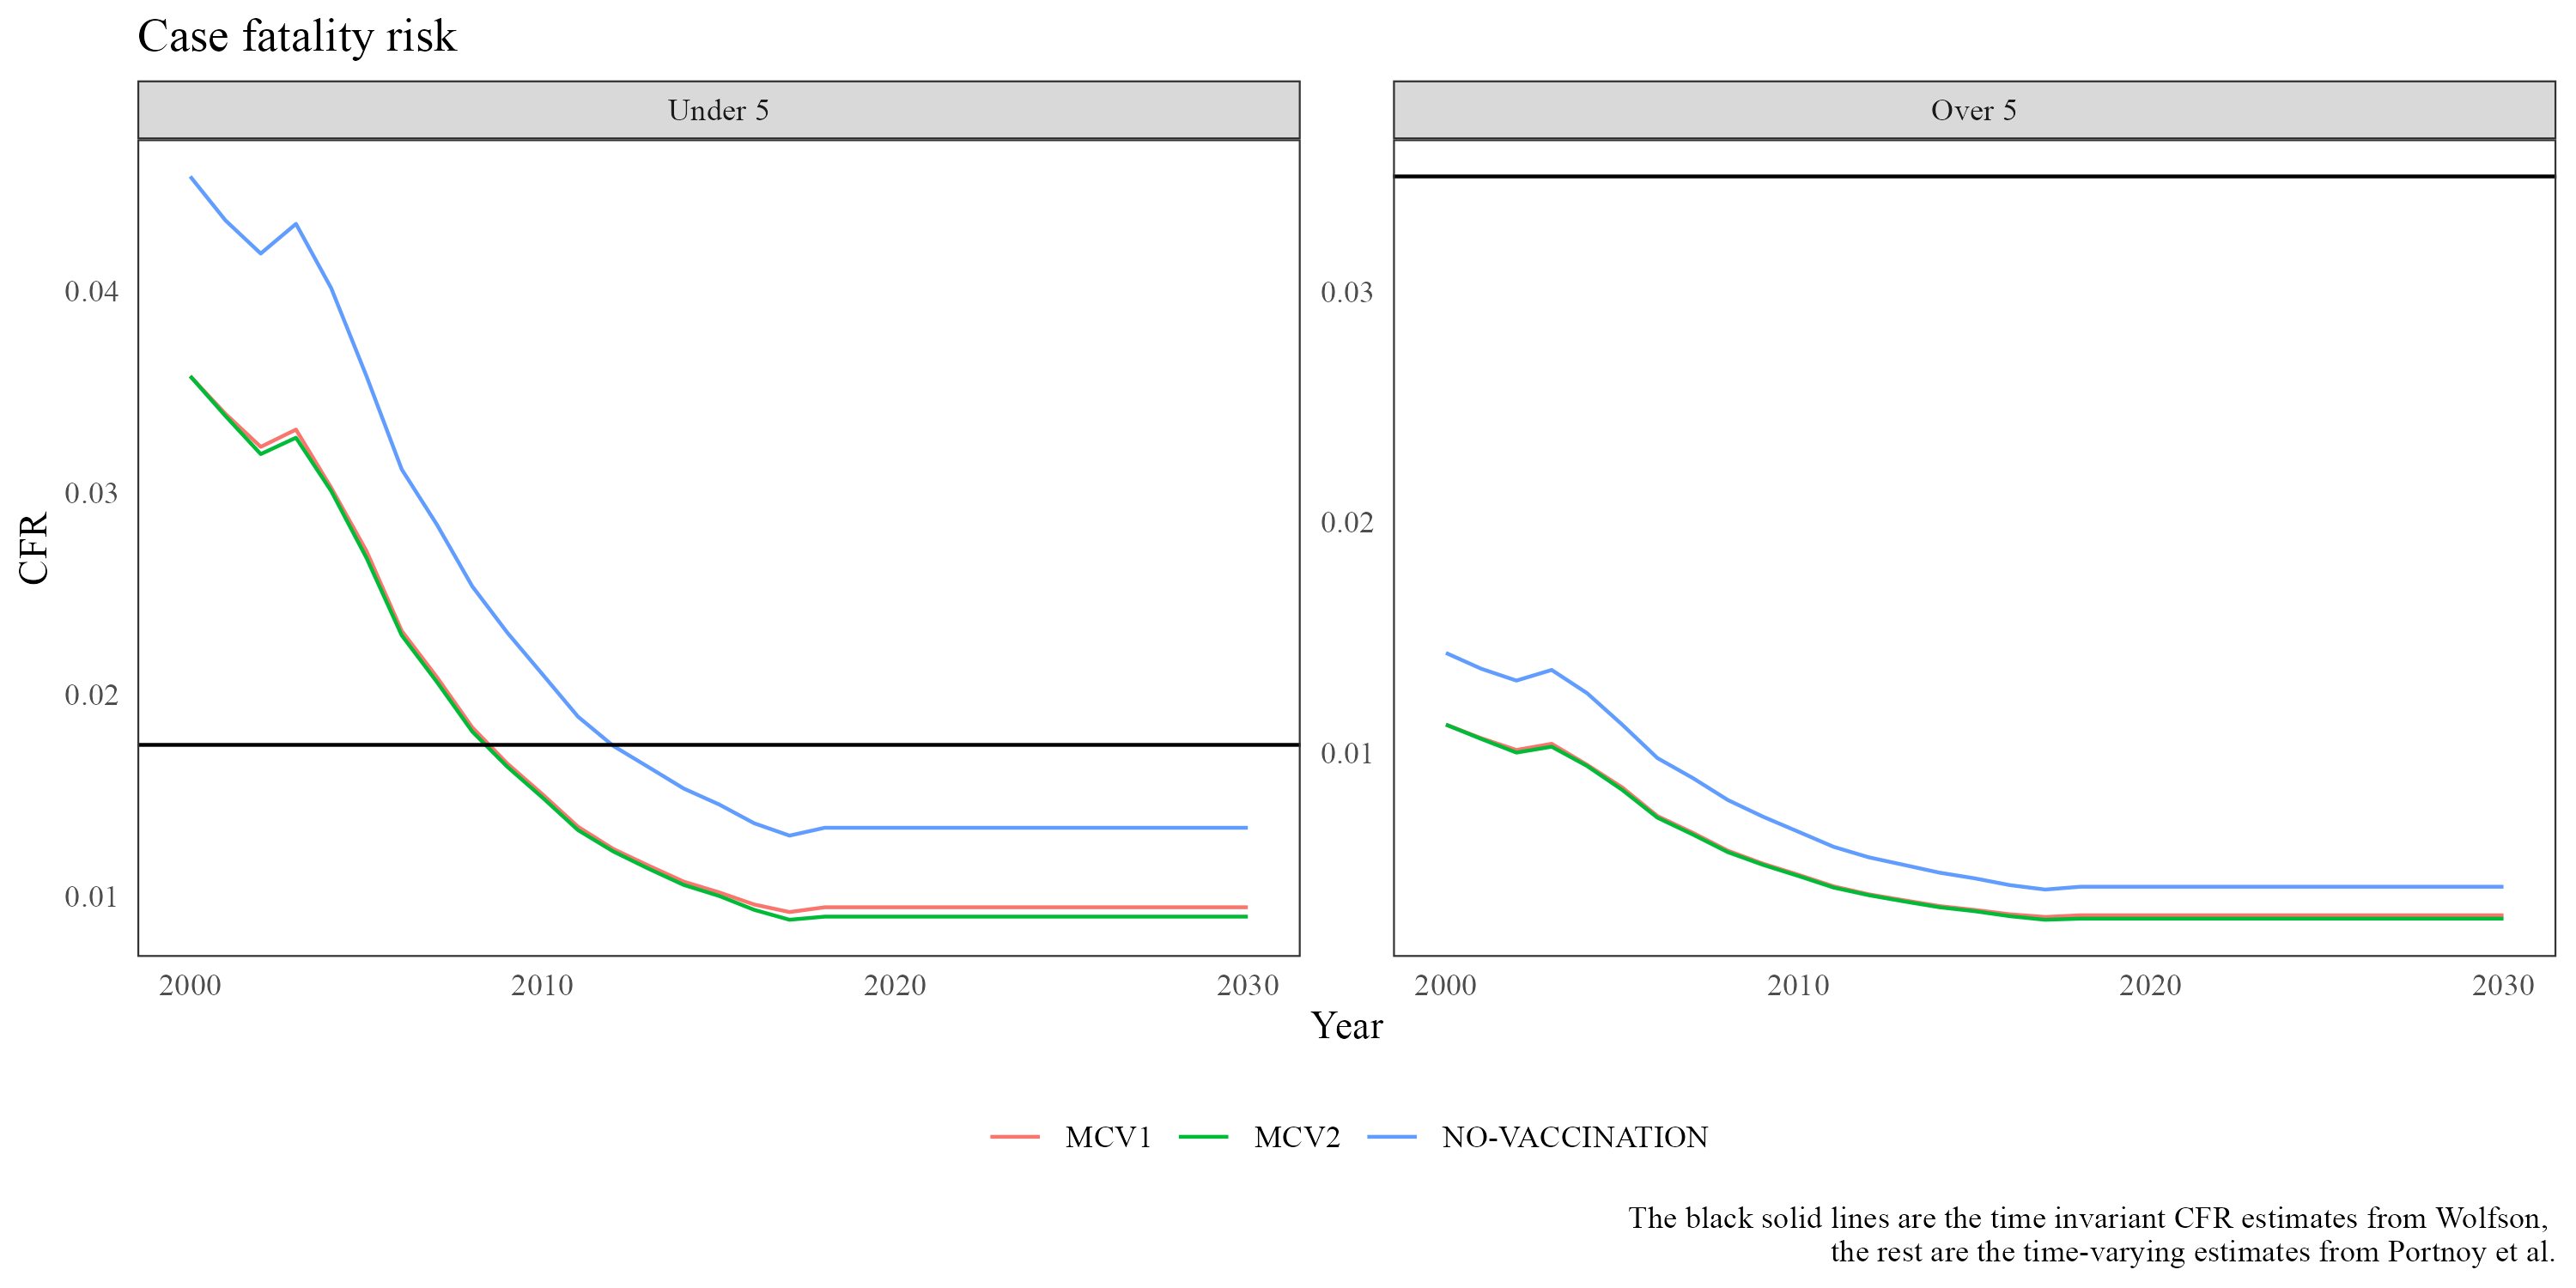 Case fatality risk
Under 5
Over 5
CFR
0.04
0.03
0.02
0.01
0.03
0.02
0.01
2000 2010 2020 2030
2000 2010 2020 2030
Year
MCV1 MCV2 NO-VACCINATION
The black solid lines are the time invariant CFR estimates from Wolfson,
the rest are the time-varying estimates from Portnoy et al.